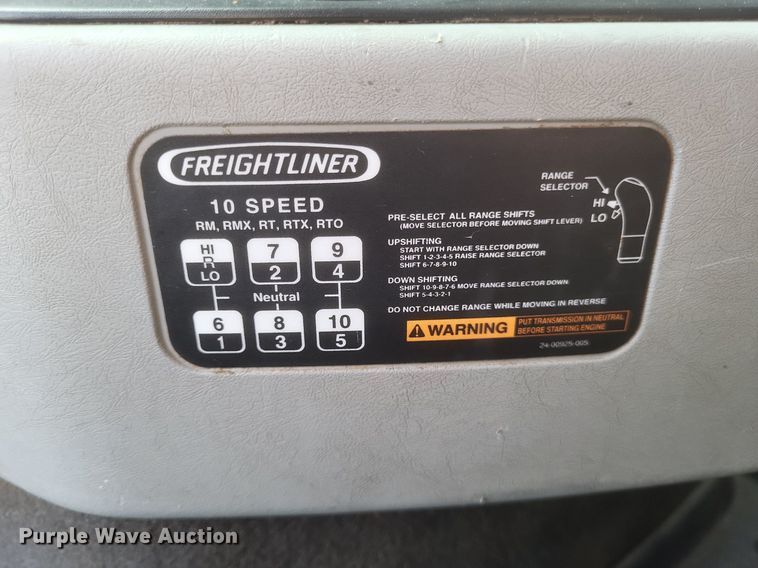 FREIGHTLINER
10 SPEED
RM, RMX, RT, RTX, RTO
HI
R
LO
7
2
9
4
Neutral
6
1
8
3
10
5
RANGE
SELECTOR
HI
LO
PRE-SELECT ALL RANGE SHIFTS
(MOVE SELECTOR BEFORE MOVING SHIFT LEVER)
UPSHIFTING
START WITH RANGE SELECTOR DOWN
SHIFT 1-2-3-4-5 RAISE RANGE SELECTOR
SHIFT 6-7-8-9-10
DOWN SHIFTING
SHIFT 10-9-8-7-6 MOVE RANGE SELECTOR DOWN
SHIFT 5-4-3-2-1
DO NOT CHANGE RANGE WHILE MOVING IN REVERSE
WARNING
PUT TRANSMISSION IN NEUTRAL
BEFORE STARTING ENGINE
24-00925-005
Purple Wave Auction